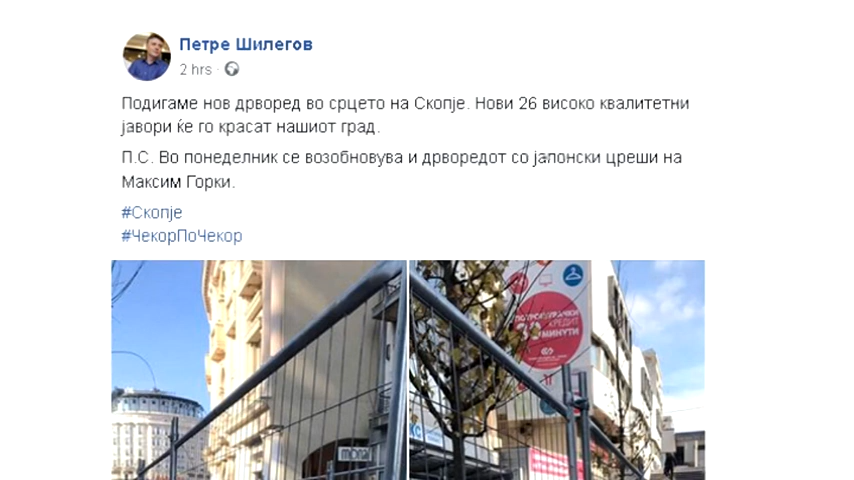 Петре Шилегов
2 hrs ·
Подигаме нов дрворед во срцето на Скопје. Нови 26 високо квалитетни
јавори ќе го красат нашиот град.
П.С. Во понеделник се возобновува и дрворедот со јапонски цреши на
Максим Горки.
#Скопје
#ЧекорПоЧекор
КРЕДИТ
МИНУТИ